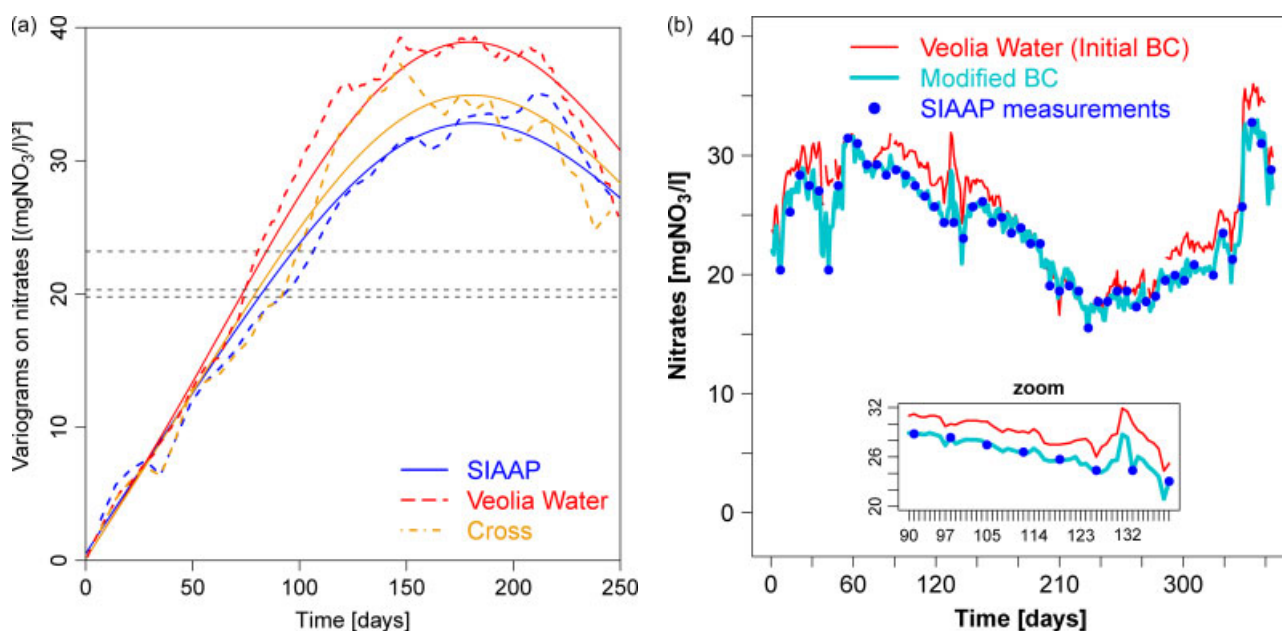 (a)
Variograms on nitrates [(mgNO₃/l)²]
40
30
20
10
0
0 50 100 150 200 250
Time [days]
SIAAP
Veolia Water
Cross
(b)
Nitrates [mgNO₃/l]
40
30
20
10
0
Veolia Water (Initial BC)
Modified BC
SIAAP measurements
zoom
32
26
20
90 97 105 114 123 132
0 60 120 210 300
Time [days]